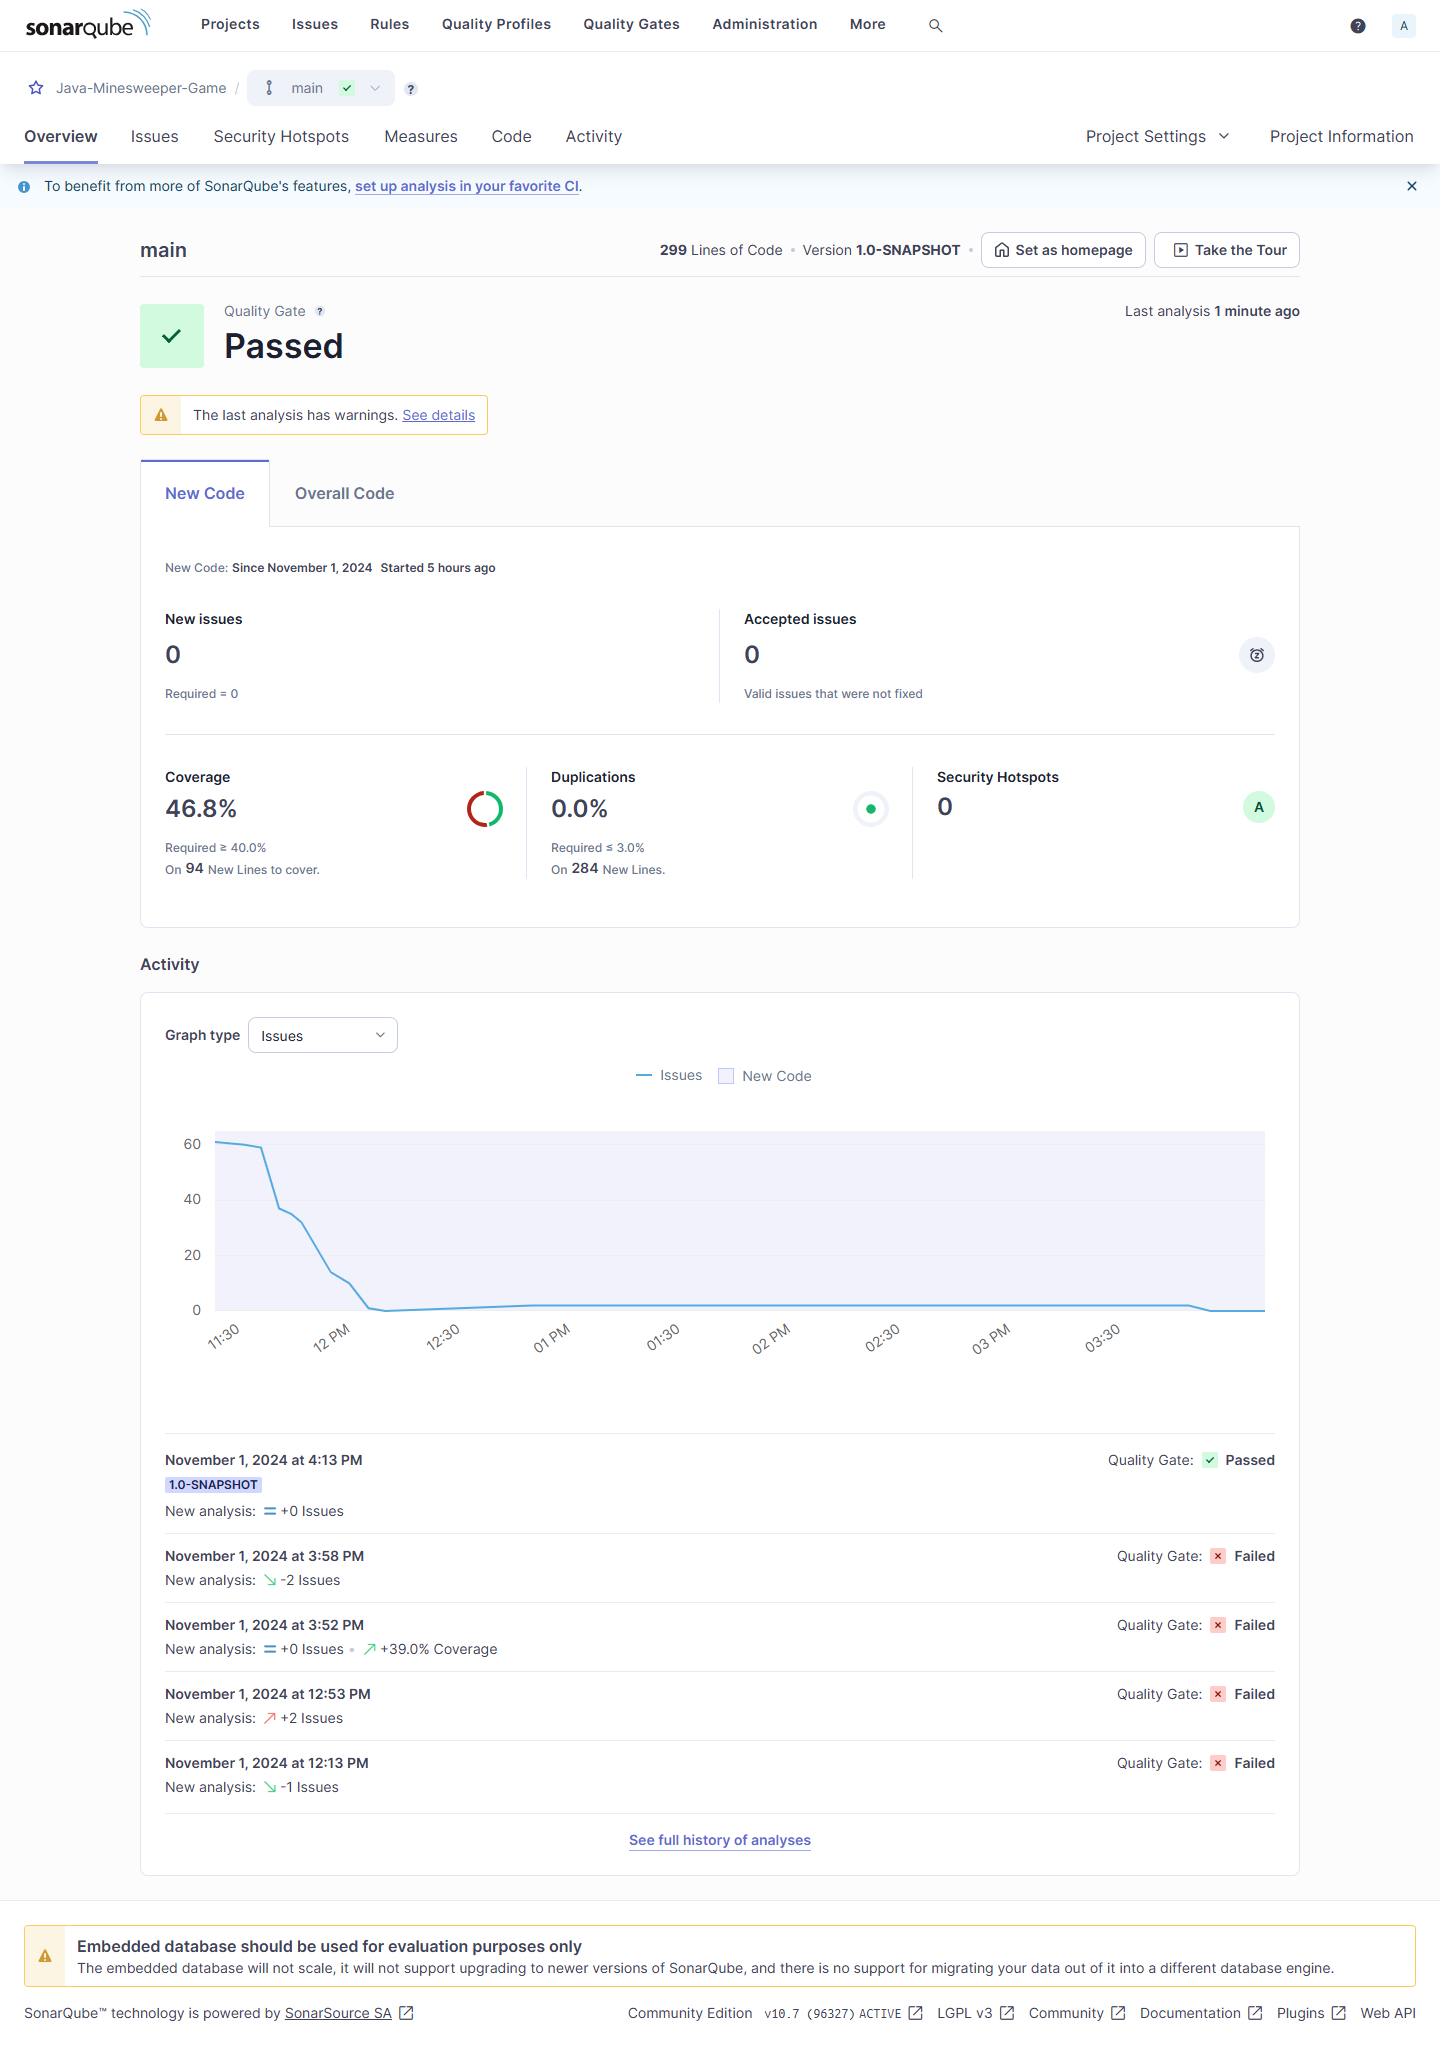 sonarqube Projects Issues Rules Quality Profiles Quality Gates Administration More ? A
Java-Minesweeper-Game / main ?
Overview Issues Security Hotspots Measures Code Activity Project Settings Project Information
To benefit from more of SonarQube's features, set up analysis in your favorite CI.
main 299 Lines of Code • Version 1.0-SNAPSHOT • Set as homepage Take the Tour
Quality Gate ? Last analysis 1 minute ago
Passed
The last analysis has warnings. See details
New Code Overall Code
New Code: Since November 1, 2024 Started 5 hours ago
New issues Accepted issues
0 0
Required = 0 Valid issues that were not fixed
Coverage Duplications Security Hotspots
46.8% 0.0% 0 A
Required ≥ 40.0% Required ≤ 3.0%
On 94 New Lines to cover. On 284 New Lines.
Activity
Graph type Issues
Issues New Code
60
40
20
0
11:30 12 PM 12:30 01 PM 01:30 02 PM 02:30 03 PM 03:30
November 1, 2024 at 4:13 PM Quality Gate: Passed
1.0-SNAPSHOT
New analysis: +0 Issues
November 1, 2024 at 3:58 PM Quality Gate: Failed
New analysis: -2 Issues
November 1, 2024 at 3:52 PM Quality Gate: Failed
New analysis: +0 Issues • +39.0% Coverage
November 1, 2024 at 12:53 PM Quality Gate: Failed
New analysis: +2 Issues
November 1, 2024 at 12:13 PM Quality Gate: Failed
New analysis: -1 Issues
See full history of analyses
Embedded database should be used for evaluation purposes only
The embedded database will not scale, it will not support upgrading to newer versions of SonarQube, and there is no support for migrating your data out of it into a different database engine.
SonarQube™ technology is powered by SonarSource SA Community Edition v10.7 (96327) ACTIVE LGPL v3 Community Documentation Plugins Web API